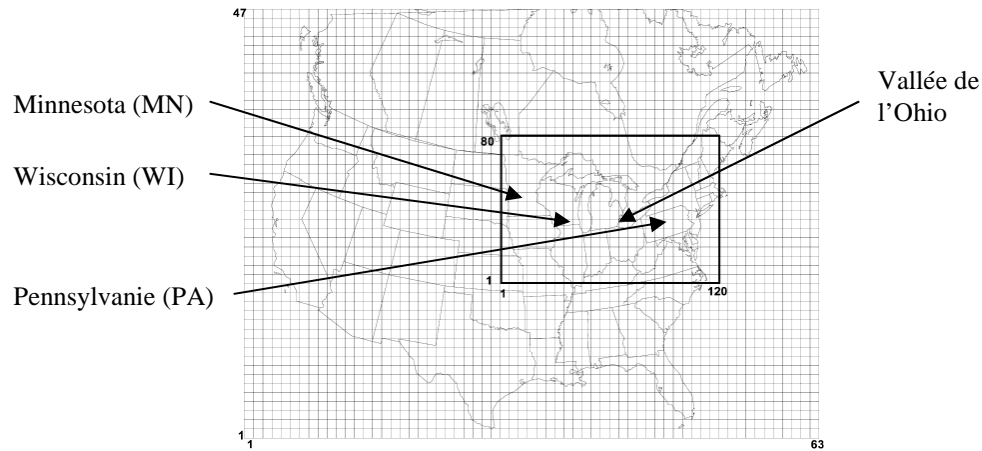 47
Minnesota (MN)
Wisconsin (WI)
Pennsylvanie (PA)
Vallée de
l’Ohio
80
1
1
120
1
1
63